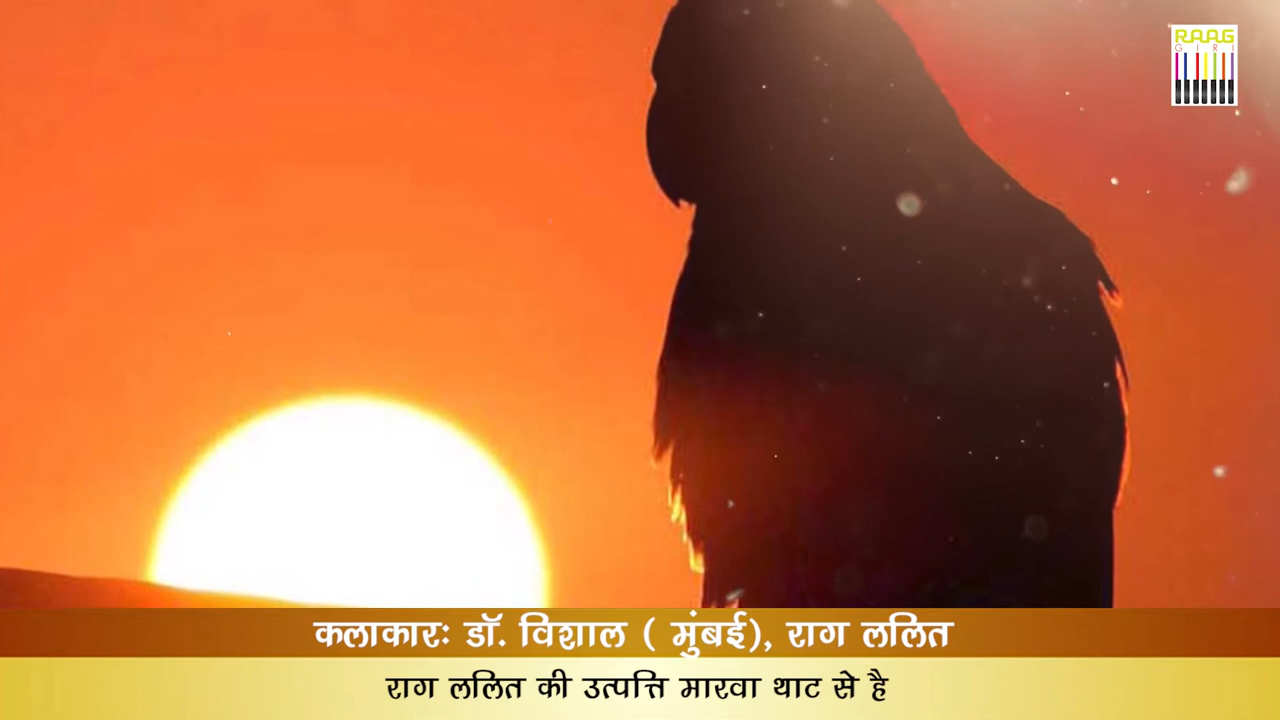 RAAG
GIRI
कलाकारः डॉ. विशाल ( मुंबई), राग ललित
राग ललित की उत्पत्ति मारवा थाट से है